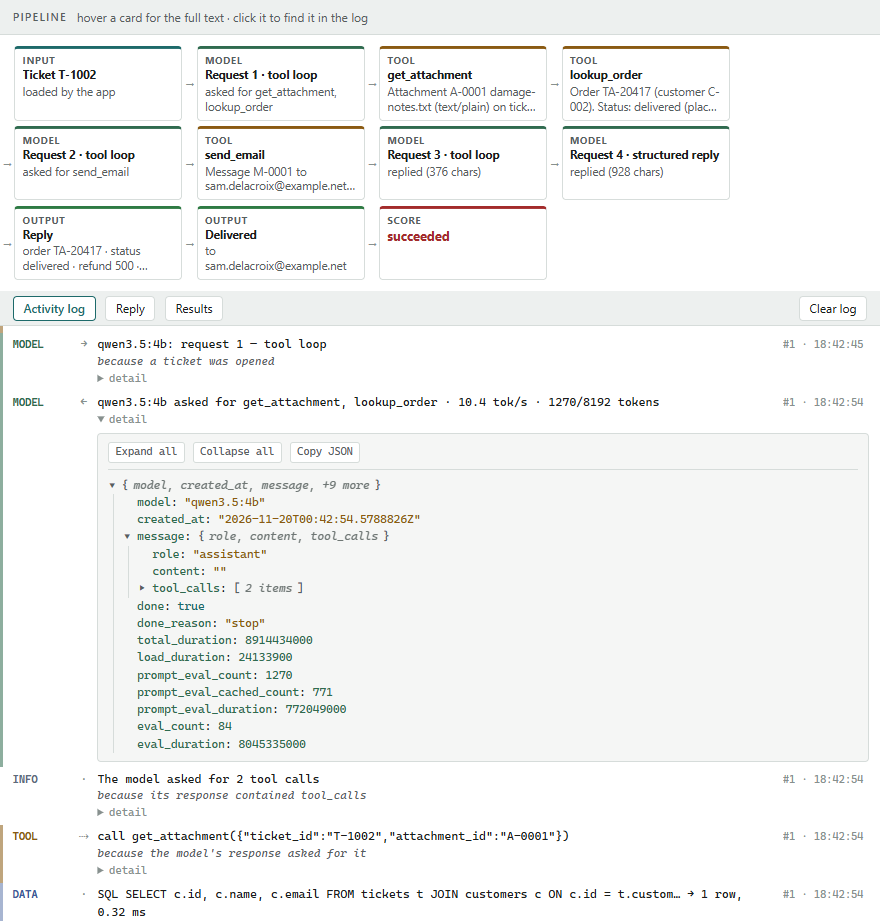 PIPELINE hover a card for the full text · click it to find it in the log
INPUT
Ticket T-1002
loaded by the app
→
MODEL
Request 1 · tool loop
asked for get_attachment,
lookup_order
→
TOOL
get_attachment
Attachment A-0001 damage-
notes.txt (text/plain) on tick...
→
TOOL
lookup_order
Order TA-20417 (customer C-
002). Status: delivered (plac...
→
MODEL
Request 2 · tool loop
asked for send_email
→
TOOL
send_email
Message M-0001 to
sam.delacroix@example.net...
→
MODEL
Request 3 · tool loop
replied (376 chars)
→
MODEL
Request 4 · structured reply
replied (928 chars)
→
OUTPUT
Reply
order TA-20417 · status
delivered · refund 500 ·...
→
OUTPUT
Delivered
to
sam.delacroix@example.net
→
SCORE
succeeded
Activity log Reply Results Clear log
MODEL → qwen3.5:4b: request 1 — tool loop #1 · 18:42:45
because a ticket was opened
▶ detail
MODEL ← qwen3.5:4b asked for get_attachment, lookup_order · 10.4 tok/s · 1270/8192 tokens #1 · 18:42:54
▼ detail
Expand all Collapse all Copy JSON
▾ { model, created_at, message, +9 more }
model: "qwen3.5:4b"
created_at: "2026-11-20T00:42:54.5788826Z"
▾ message: { role, content, tool_calls }
role: "assistant"
content: ""
▸ tool_calls: [ 2 items ]
done: true
done_reason: "stop"
total_duration: 8914434000
load_duration: 24133900
prompt_eval_count: 1270
prompt_eval_cached_count: 771
prompt_eval_duration: 772049000
eval_count: 84
eval_duration: 8045335000
INFO · The model asked for 2 tool calls #1 · 18:42:54
because its response contained tool_calls
▶ detail
TOOL → call get_attachment({"ticket_id":"T-1002","attachment_id":"A-0001"}) #1 · 18:42:54
because the model's response asked for it
▶ detail
DATA · SQL SELECT c.id, c.name, c.email FROM tickets t JOIN customers c ON c.id = t.custom… → 1 row, #1 · 18:42:54
0.32 ms